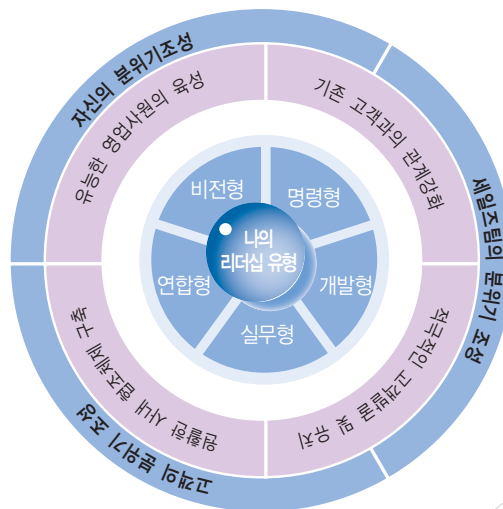 자신의 분위기조성
세일즈팀의 분위기 조성
고객의 분위기 조성
유능한 영업사원의 육성
기존 고객과의 관계강화
적극적인 고객발굴 및 유치
원활한 사내 협조체제 구축
비전형
명령형
나의
리더십 유형
연합형
개발형
실무형